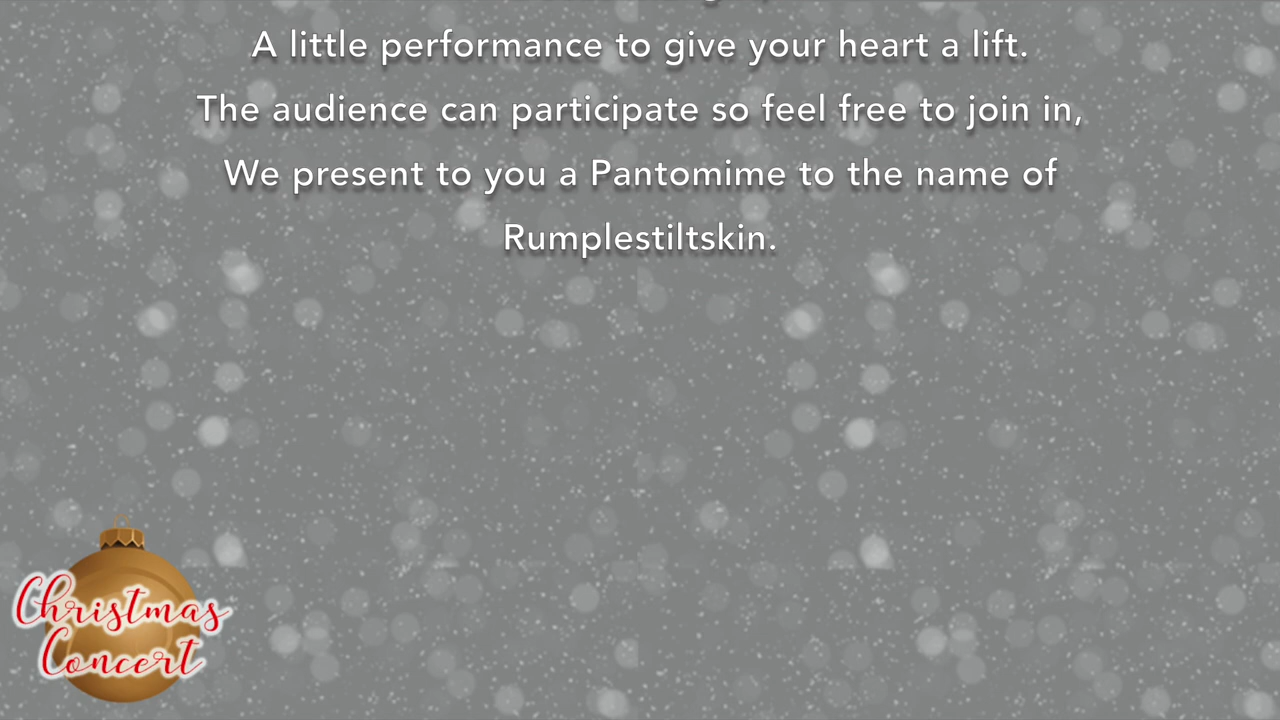 A little performance to give your heart a lift.
The audience can participate so feel free to join in,
We present to you a Pantomime to the name of
Rumplestiltskin.
Christmas
Concert